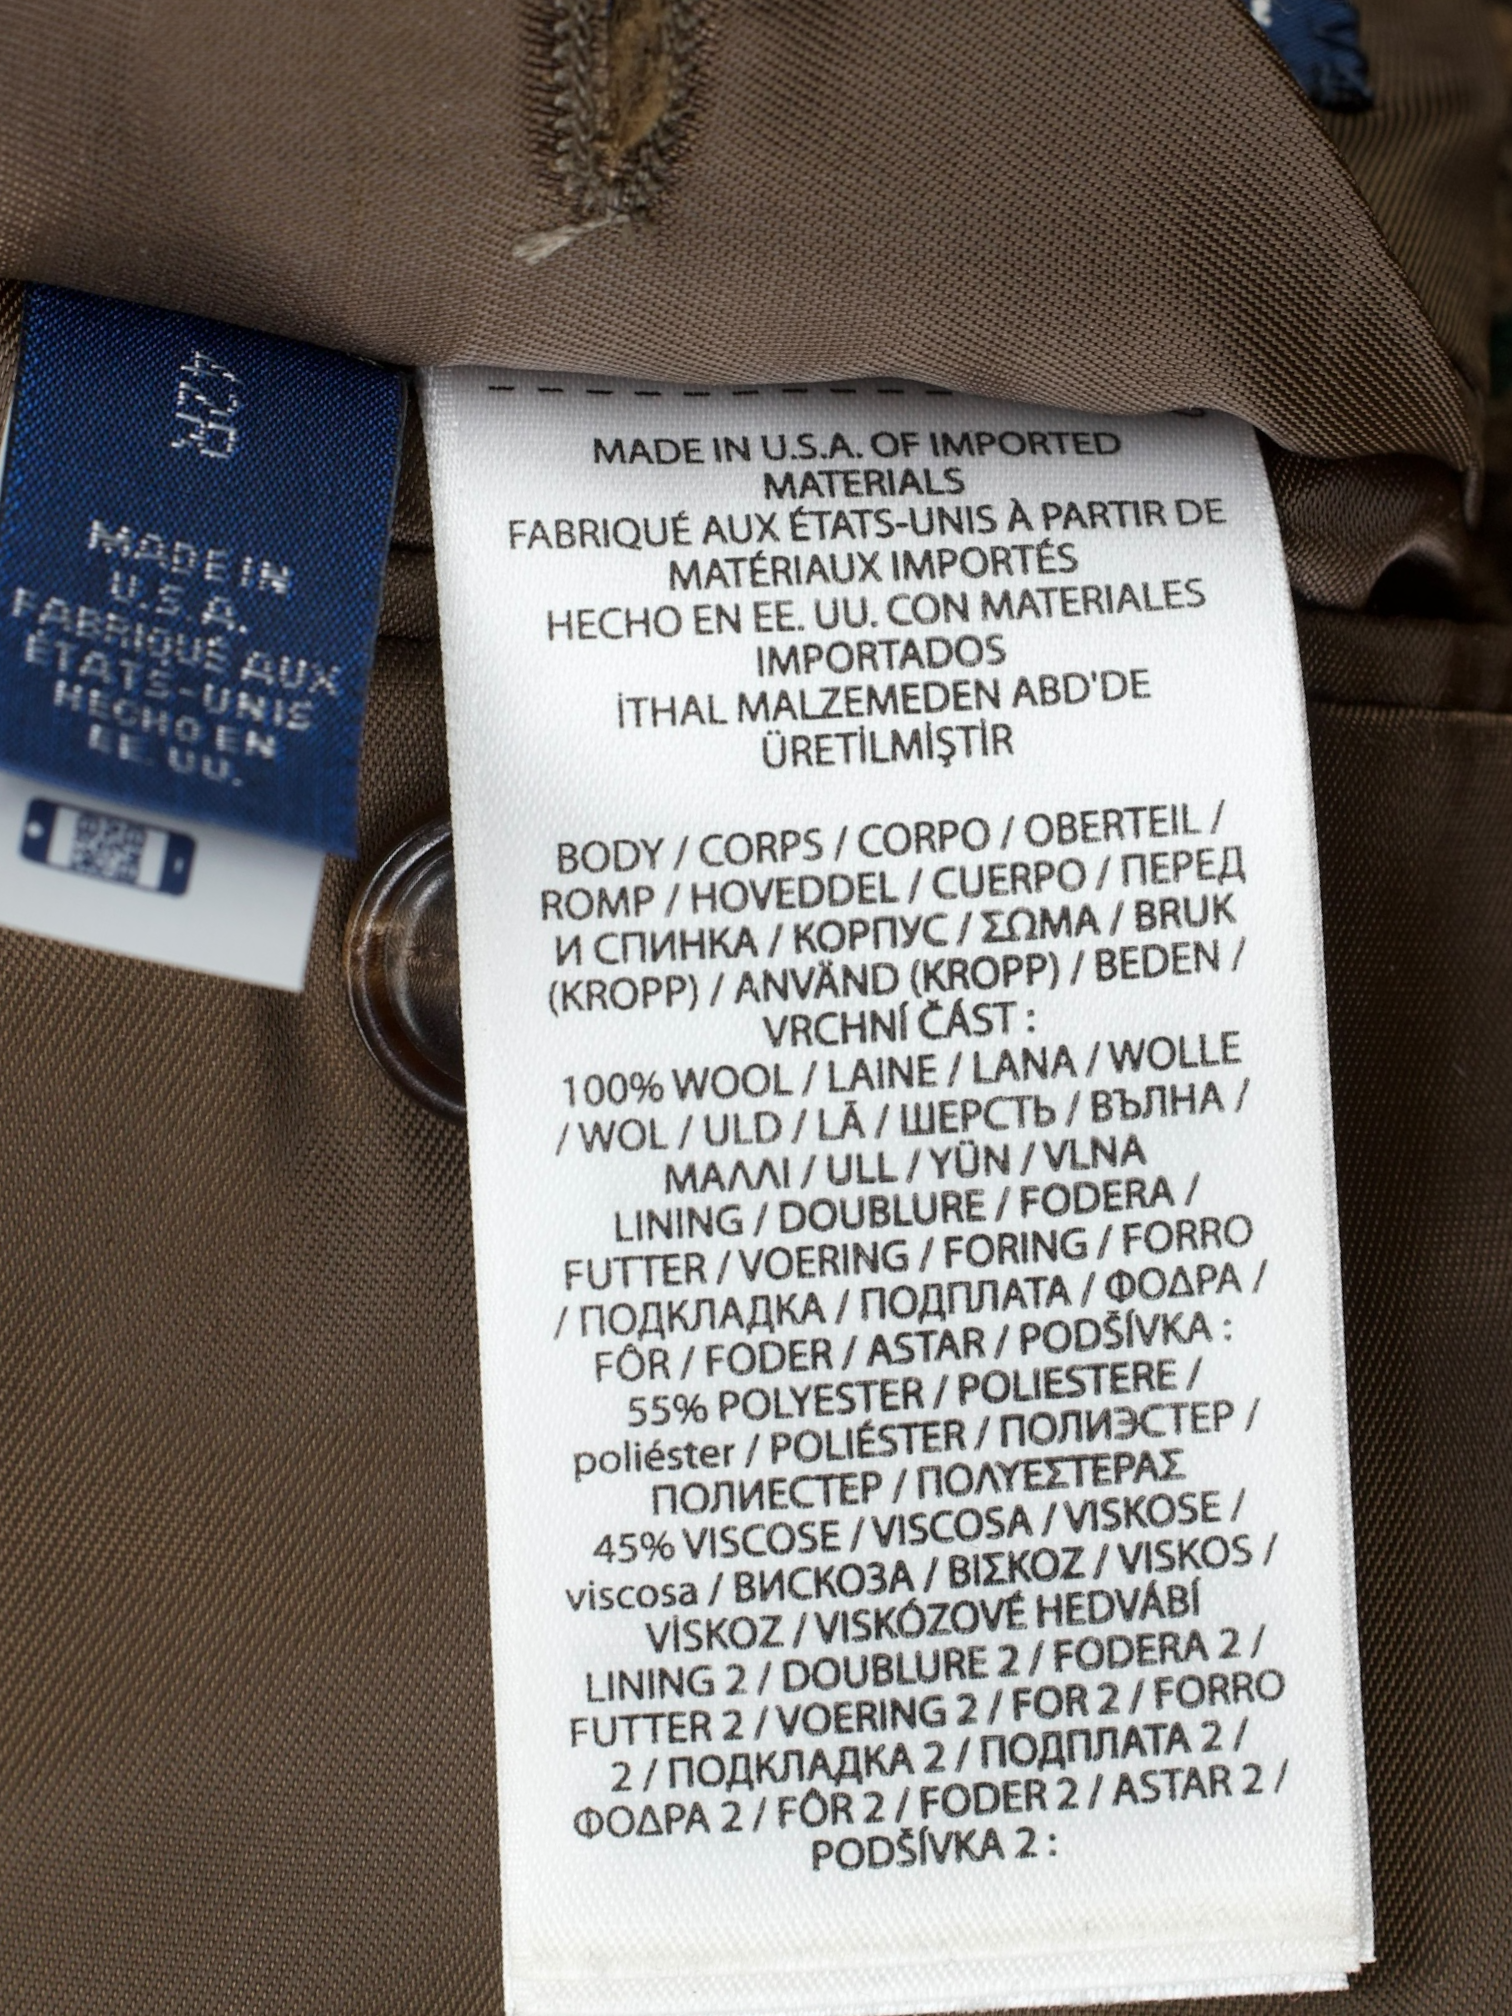 42R
MADE IN
U.S.A.
FABRIQUÉ AUX
ÉTATS-UNIS
HECHO EN
EE. UU.
MADE IN U.S.A. OF IMPORTED
MATERIALS
FABRIQUÉ AUX ÉTATS-UNIS À PARTIR DE
MATÉRIAUX IMPORTÉS
HECHO EN EE. UU. CON MATERIALES
IMPORTADOS
İTHAL MALZEMEDEN ABD'DE
ÜRETİLMİŞTİR
BODY / CORPS / CORPO / OBERTEIL /
ROMP / HOVEDDEL / CUERPO / ПЕРЕД
И СПИНКА / КОРПУС / ΣΩΜΑ / BRUK
(KROPP) / ANVÄND (KROPP) / BEDEN /
VRCHNÍ ČÁST :
100% WOOL / LAINE / LANA / WOLLE
/ WOL / ULD / LÃ / ШЕРСТЬ / ВЪЛНА /
ΜΑΛΛΙ / ULL / YÜN / VLNA
LINING / DOUBLURE / FODERA /
FUTTER / VOERING / FORING / FORRO
/ ПОДКЛАДКА / ПОДПЛАТА / ΦΟΔΡΑ /
FÔR / FODER / ASTAR / PODŠÍVKA :
55% POLYESTER / POLIESTERE /
poliéster / POLIÉSTER / ПОЛИЭСТЕР /
ПОЛИЕСТЕР / ΠΟΛΥΕΣΤΕΡΑΣ
45% VISCOSE / VISCOSA / VISKOSE /
viscosa / ВИСКОЗА / ΒΙΣΚΟΖ / VISKOS /
VİSKOZ / VISKÓZOVÉ HEDVÁBÍ
LINING 2 / DOUBLURE 2 / FODERA 2 /
FUTTER 2 / VOERING 2 / FOR 2 / FORRO
2 / ПОДКЛАДКА 2 / ПОДПЛАТА 2 /
ΦΟΔΡΑ 2 / FÔR 2 / FODER 2 / ASTAR 2 /
PODŠÍVKA 2 :